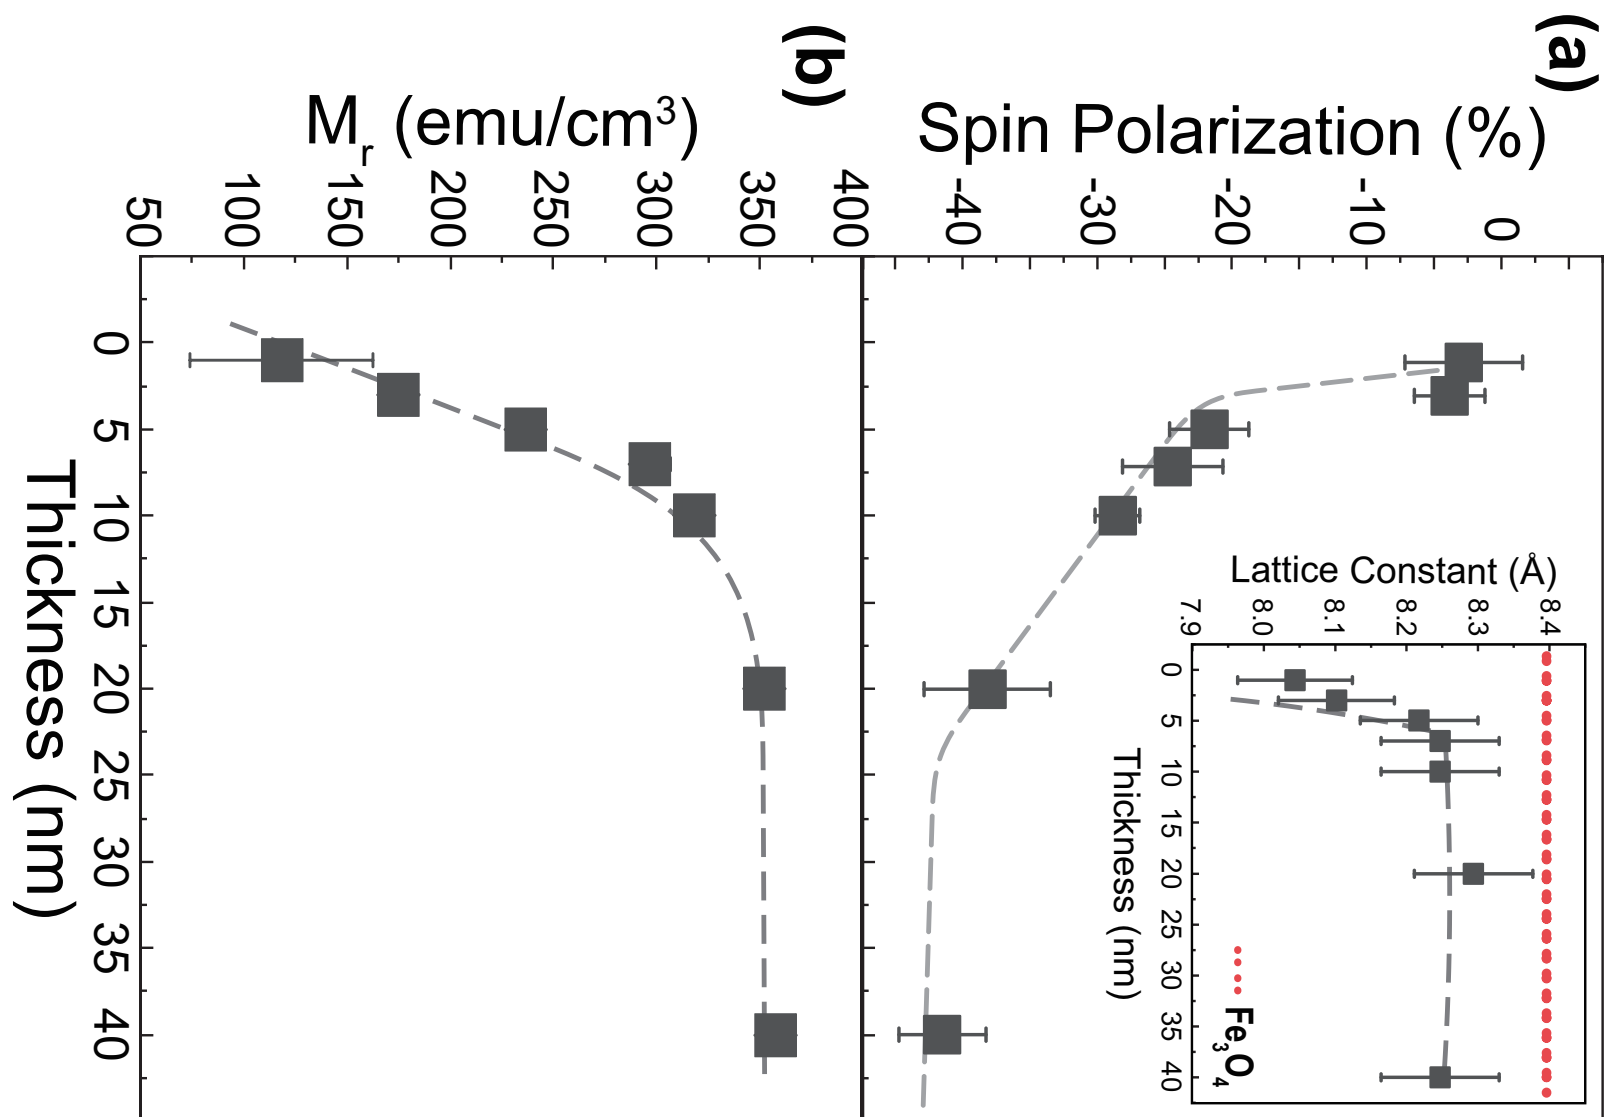 (a)
Spin Polarization (%)
0
-10
-20
-30
-40
Lattice Constant (Å)
8.4
8.3
8.2
8.1
8.0
7.9
0 5 10 15 20 25 30 35 40
Thickness (nm)
Fe₃O₄
(b)
Mᵣ (emu/cm³)
400
350
300
250
200
150
100
50
0 5 10 15 20 25 30 35 40
Thickness (nm)